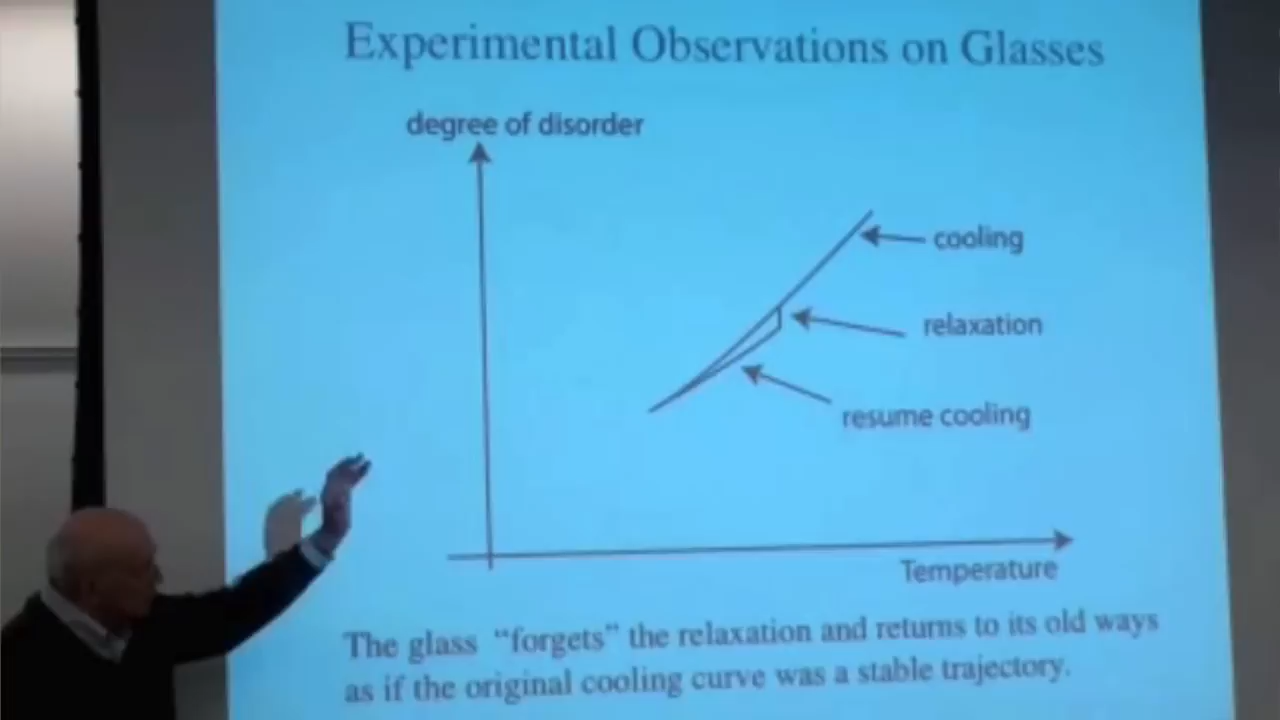 Experimental Observations on Glasses
degree of disorder
cooling
relaxation
resume cooling
Temperature
The glass “forgets” the relaxation and returns to its old ways
as if the original cooling curve was a stable trajectory.